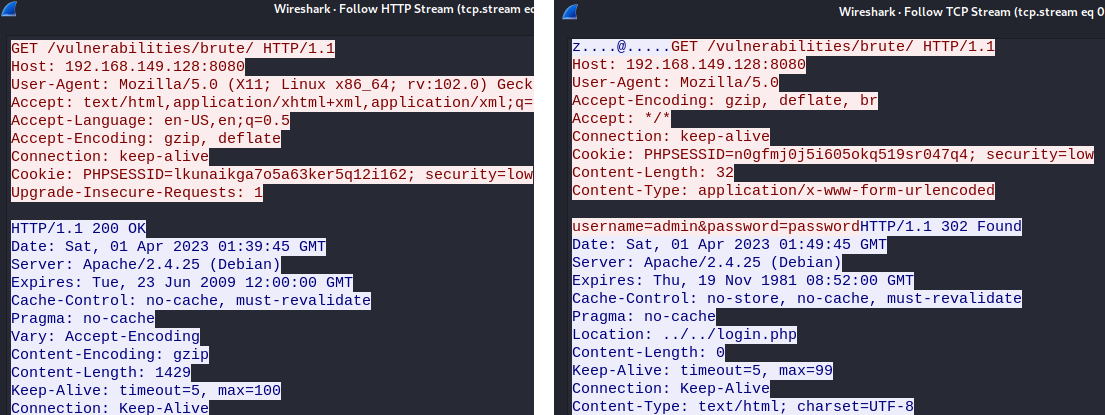 Wireshark · Follow HTTP Stream (tcp.stream ec
GET /vulnerabilities/brute/ HTTP/1.1
Host: 192.168.149.128:8080
User-Agent: Mozilla/5.0 (X11; Linux x86_64; rv:102.0) Geck
Accept: text/html,application/xhtml+xml,application/xml;q=
Accept-Language: en-US,en;q=0.5
Accept-Encoding: gzip, deflate
Connection: keep-alive
Cookie: PHPSESSID=lkunaikga7o5a63ker5q12i162; security=low
Upgrade-Insecure-Requests: 1
HTTP/1.1 200 OK
Date: Sat, 01 Apr 2023 01:39:45 GMT
Server: Apache/2.4.25 (Debian)
Expires: Tue, 23 Jun 2009 12:00:00 GMT
Cache-Control: no-cache, must-revalidate
Pragma: no-cache
Vary: Accept-Encoding
Content-Encoding: gzip
Content-Length: 1429
Keep-Alive: timeout=5, max=100
Connection: Keep-Alive
Wireshark · Follow TCP Stream (tcp.stream eq 0
z....@.....GET /vulnerabilities/brute/ HTTP/1.1
Host: 192.168.149.128:8080
User-Agent: Mozilla/5.0
Accept-Encoding: gzip, deflate, br
Accept: */*
Connection: keep-alive
Cookie: PHPSESSID=n0gfmj0j5i605okq519sr047q4; security=low
Content-Length: 32
Content-Type: application/x-www-form-urlencoded
username=admin&password=passwordHTTP/1.1 302 Found
Date: Sat, 01 Apr 2023 01:49:45 GMT
Server: Apache/2.4.25 (Debian)
Expires: Thu, 19 Nov 1981 08:52:00 GMT
Cache-Control: no-store, no-cache, must-revalidate
Pragma: no-cache
Location: ../../login.php
Content-Length: 0
Keep-Alive: timeout=5, max=99
Connection: Keep-Alive
Content-Type: text/html; charset=UTF-8